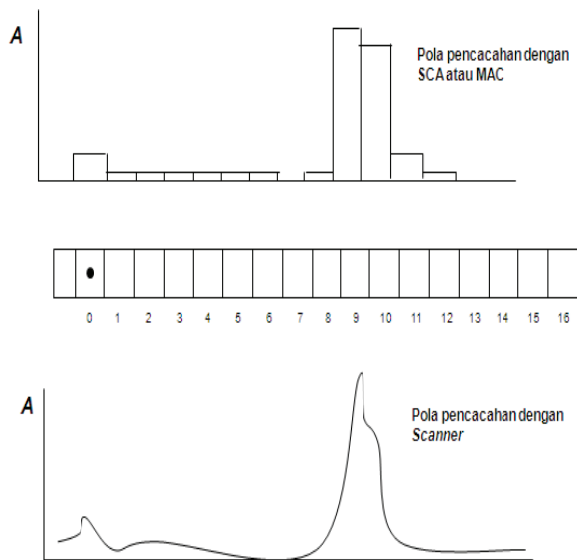 A
Pola pencacahan dengan
SCA atau MAC
0 1 2 3 4 5 6 7 8 9 10 11 12 13 14 15 16
A
Pola pencacahan dengan
Scanner